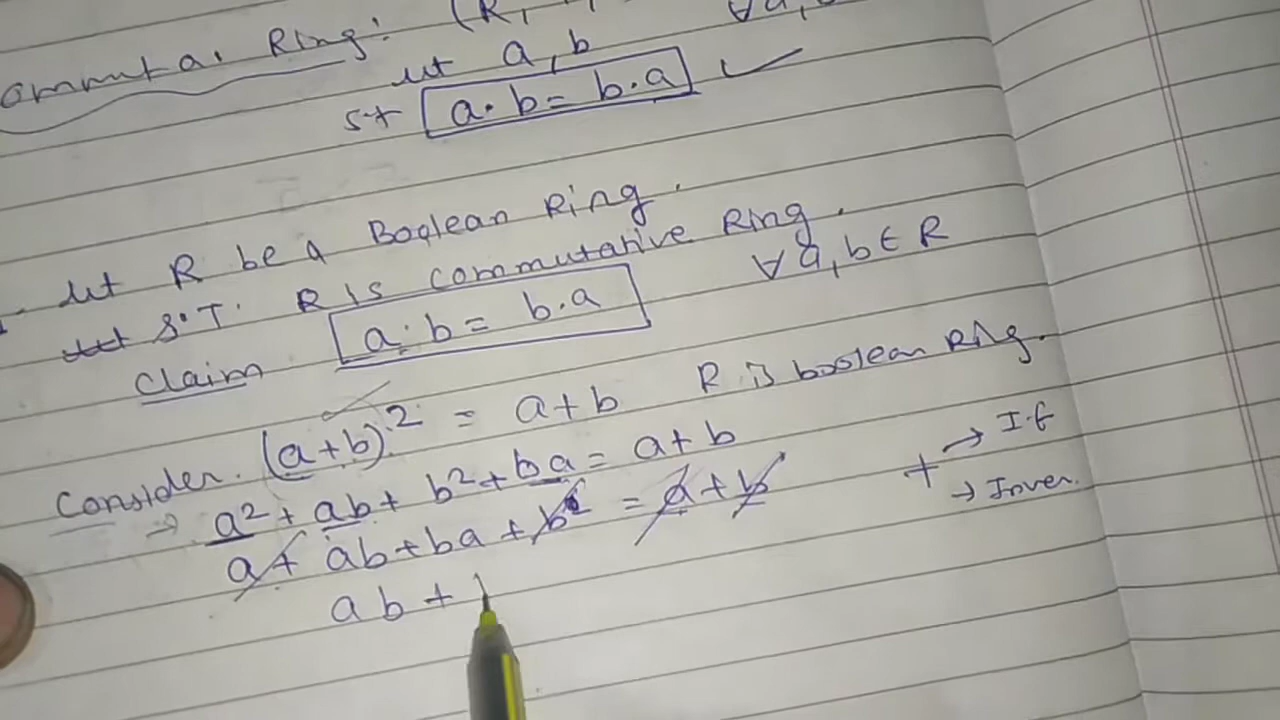 Ring: (R,
let a, b
s.t a · b = b · a
let R be a Boolean Ring.
S.T. R is commutative Ring.
Claim a · b = b · a ∀ a, b ∈ R
Consider. (a+b)² = a + b R is boolean Ring.
⇒ a² + ab + b² + ba = a + b
a + ab + ba + b = a + b
+ → I.E
→ Inver.
ab +